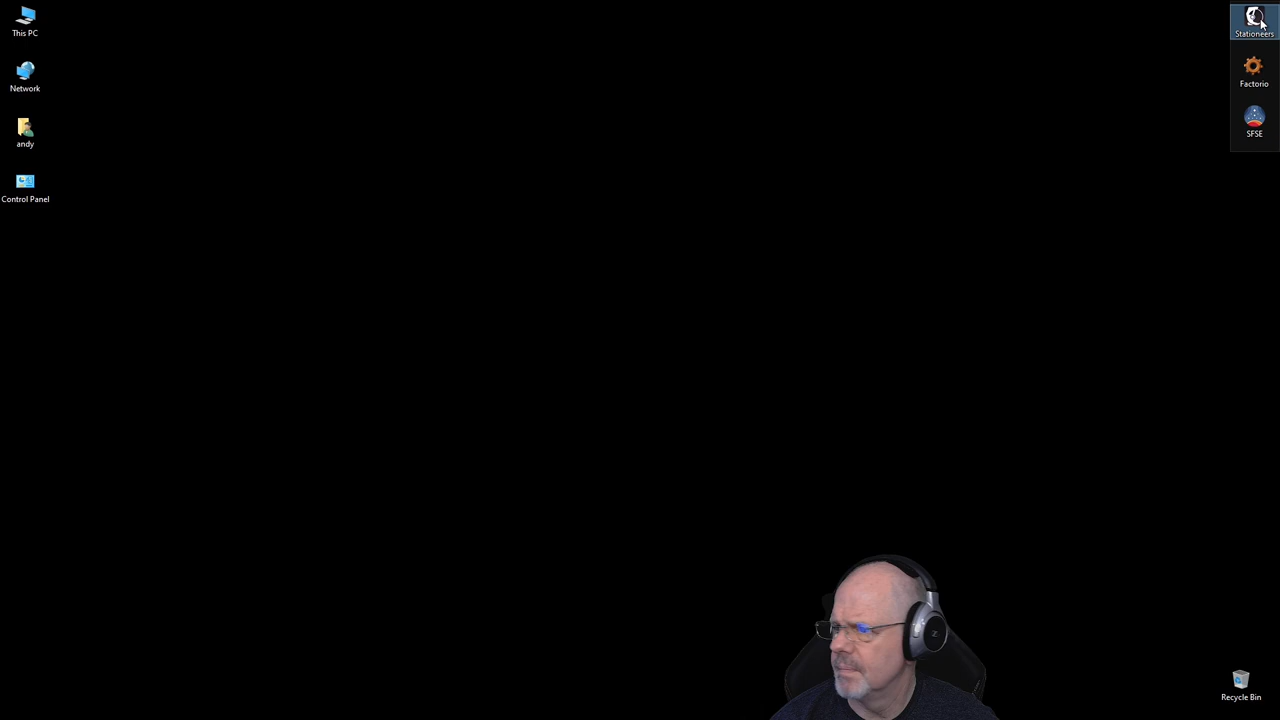 This PC
Network
andy
Control Panel
Stationeers
Factorio
SFSE
Recycle Bin